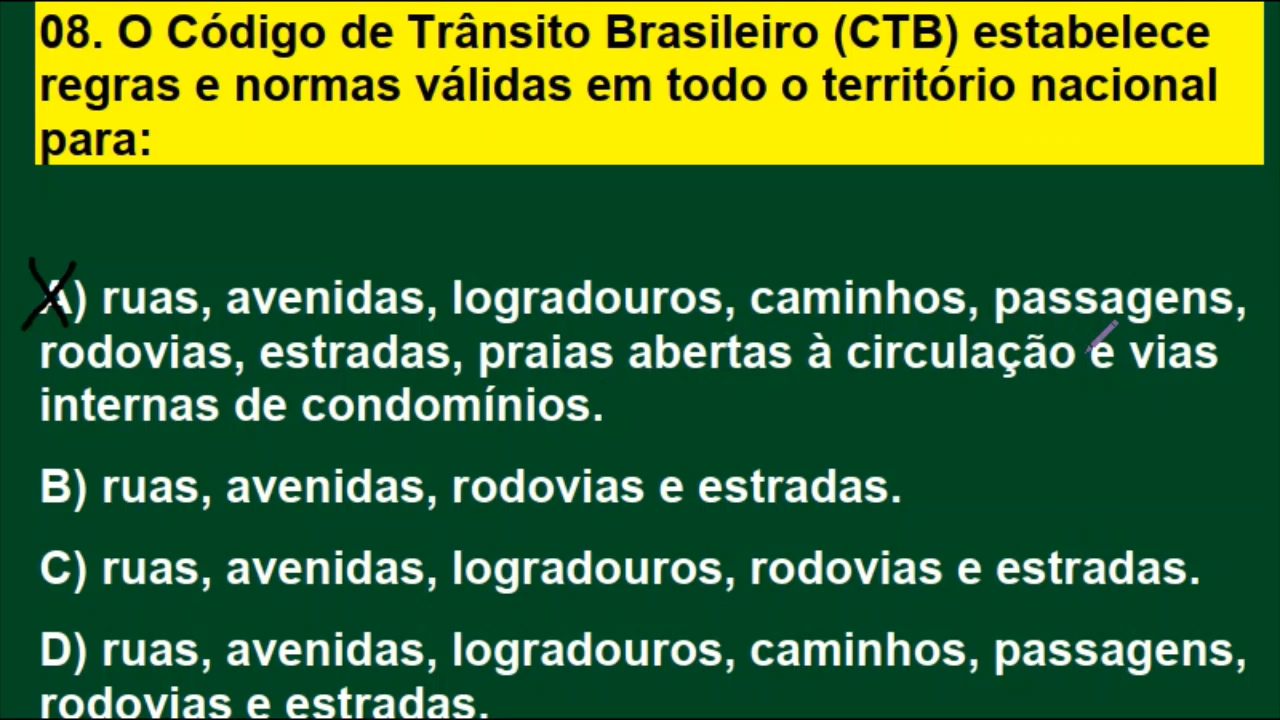 08. O Código de Trânsito Brasileiro (CTB) estabelece
regras e normas válidas em todo o território nacional
para:
A) ruas, avenidas, logradouros, caminhos, passagens,
rodovias, estradas, praias abertas à circulação e vias
internas de condomínios.
B) ruas, avenidas, rodovias e estradas.
C) ruas, avenidas, logradouros, rodovias e estradas.
D) ruas, avenidas, logradouros, caminhos, passagens,
rodovias e estradas.